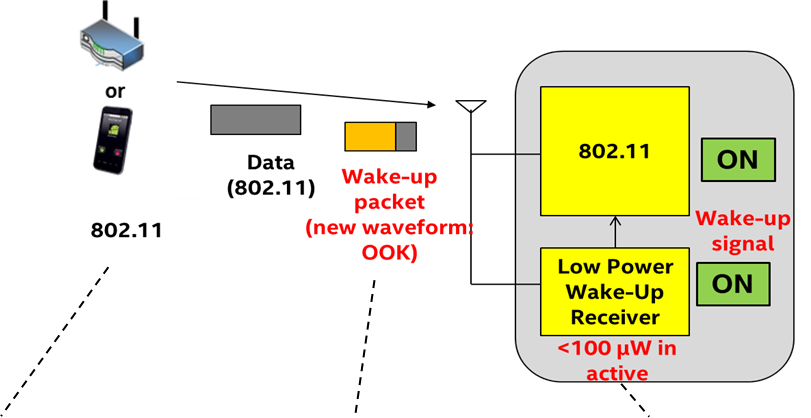 or
802.11
Data
(802.11)
Wake-up
packet
(new waveform:
OOK)
802.11
ON
Wake-up
signal
Low Power
Wake-Up
Receiver
ON
<100 µW in
active